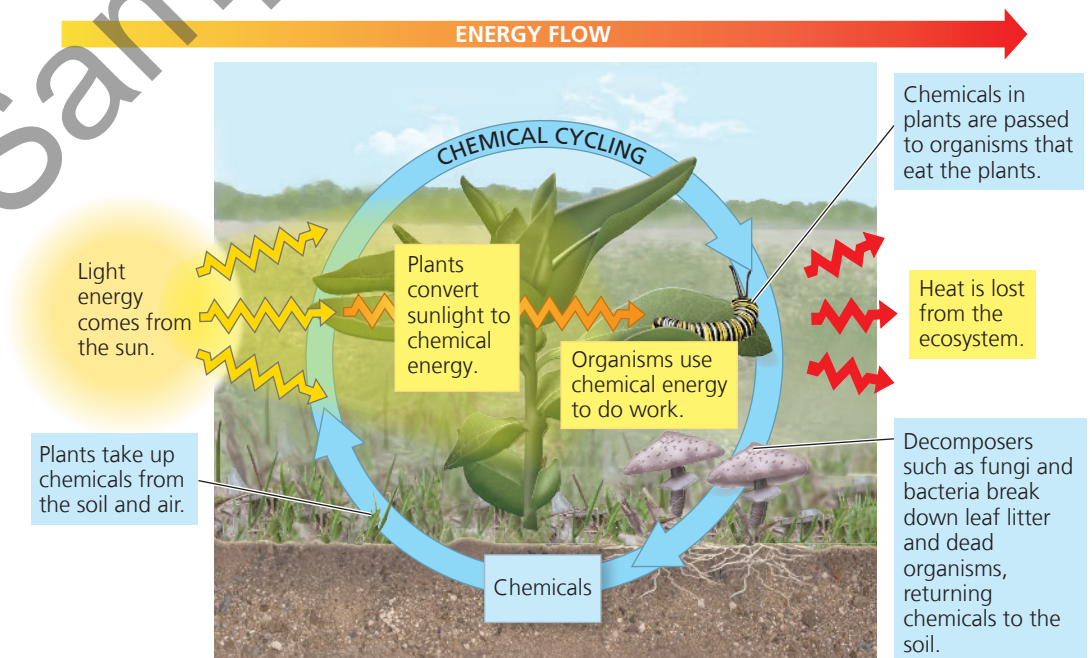 Sam
ENERGY FLOW
CHEMICAL CYCLING
Chemicals in
plants are passed
to organisms that
eat the plants.
Light
energy
comes from
the sun.
Plants
convert
sunlight to
chemical
energy.
Organisms use
chemical energy
to do work.
Heat is lost
from the
ecosystem.
Plants take up
chemicals from
the soil and air.
Chemicals
Decomposers
such as fungi and
bacteria break
down leaf litter
and dead
organisms,
returning
chemicals to the
soil.